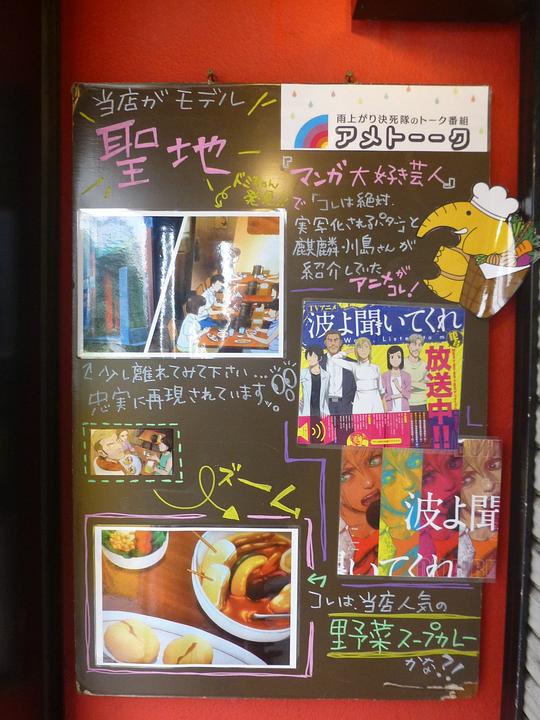 当店がモデル
聖地
雨上がり決死隊のトーク番組
アメトーーク
『マンガ大好き芸人』
で「コレは絶対
実写化されるパターン」と
麒麟・川島さんが
紹介していた
アニメが
コレ!
TVアニメ
波よ聞いてくれ
Wave, Listen to me
放送中!!
↑少し離れてみて下さい…
忠実に再現されています。
ズーム
波よ聞
いてくれ
コレは、当店人気の
野菜スープカレー
かな?!